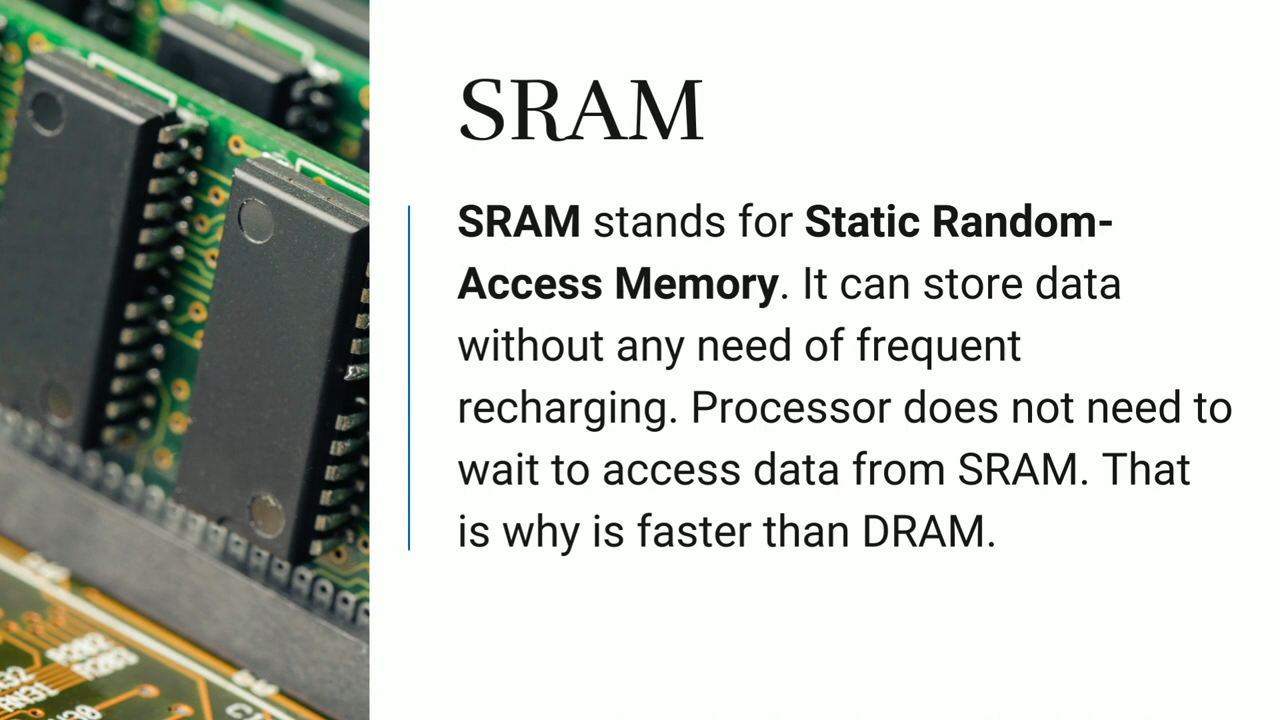 SRAM
SRAM stands for Static Random-
Access Memory. It can store data
without any need of frequent
recharging. Processor does not need to
wait to access data from SRAM. That
is why is faster than DRAM.